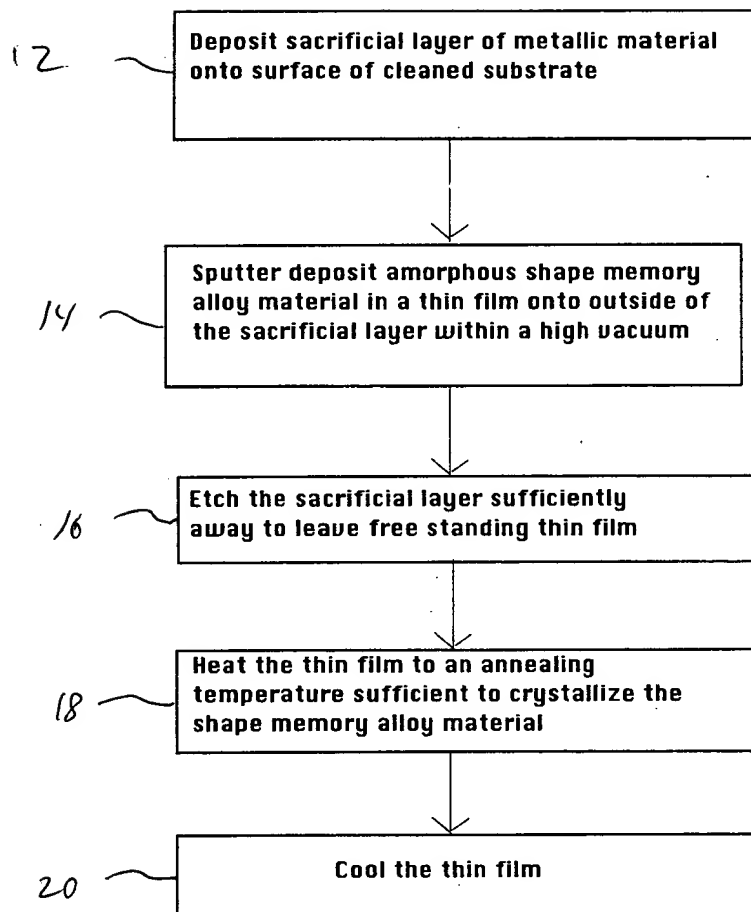 12
Deposit sacrificial layer of metallic material
onto surface of cleaned substrate
14
Sputter deposit amorphous shape memory
alloy material in a thin film onto outside of
the sacrificial layer within a high vacuum
16
Etch the sacrificial layer sufficiently
away to leave free standing thin film
18
Heat the thin film to an annealing
temperature sufficient to crystallize the
shape memory alloy material
20
Cool the thin film